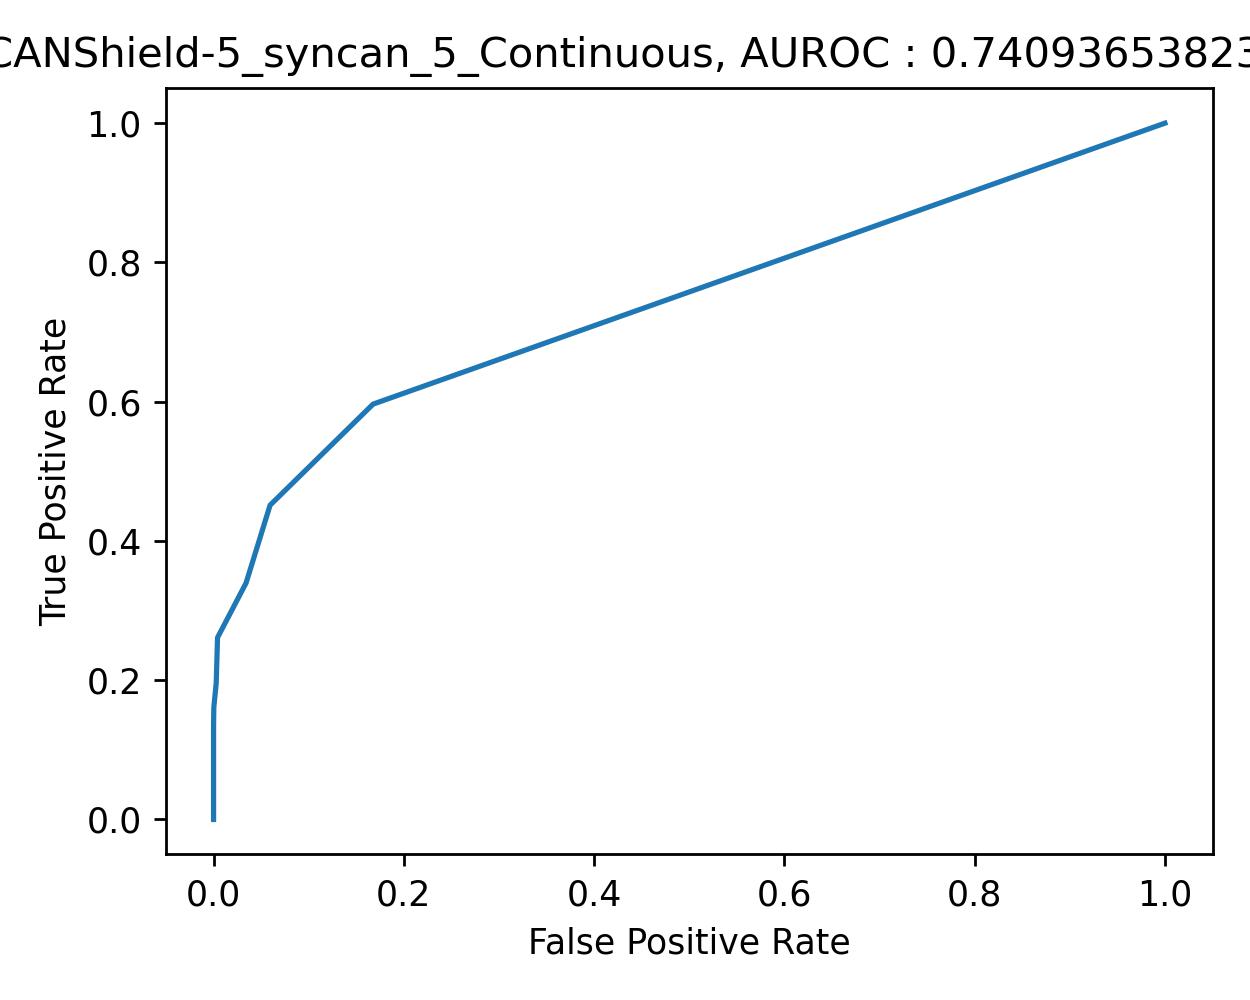 CANShield-5_syncan_5_Continuous, AUROC : 0.74093653823
1.0
0.8
0.6
0.4
0.2
0.0
True Positive Rate
0.0 0.2 0.4 0.6 0.8 1.0
False Positive Rate